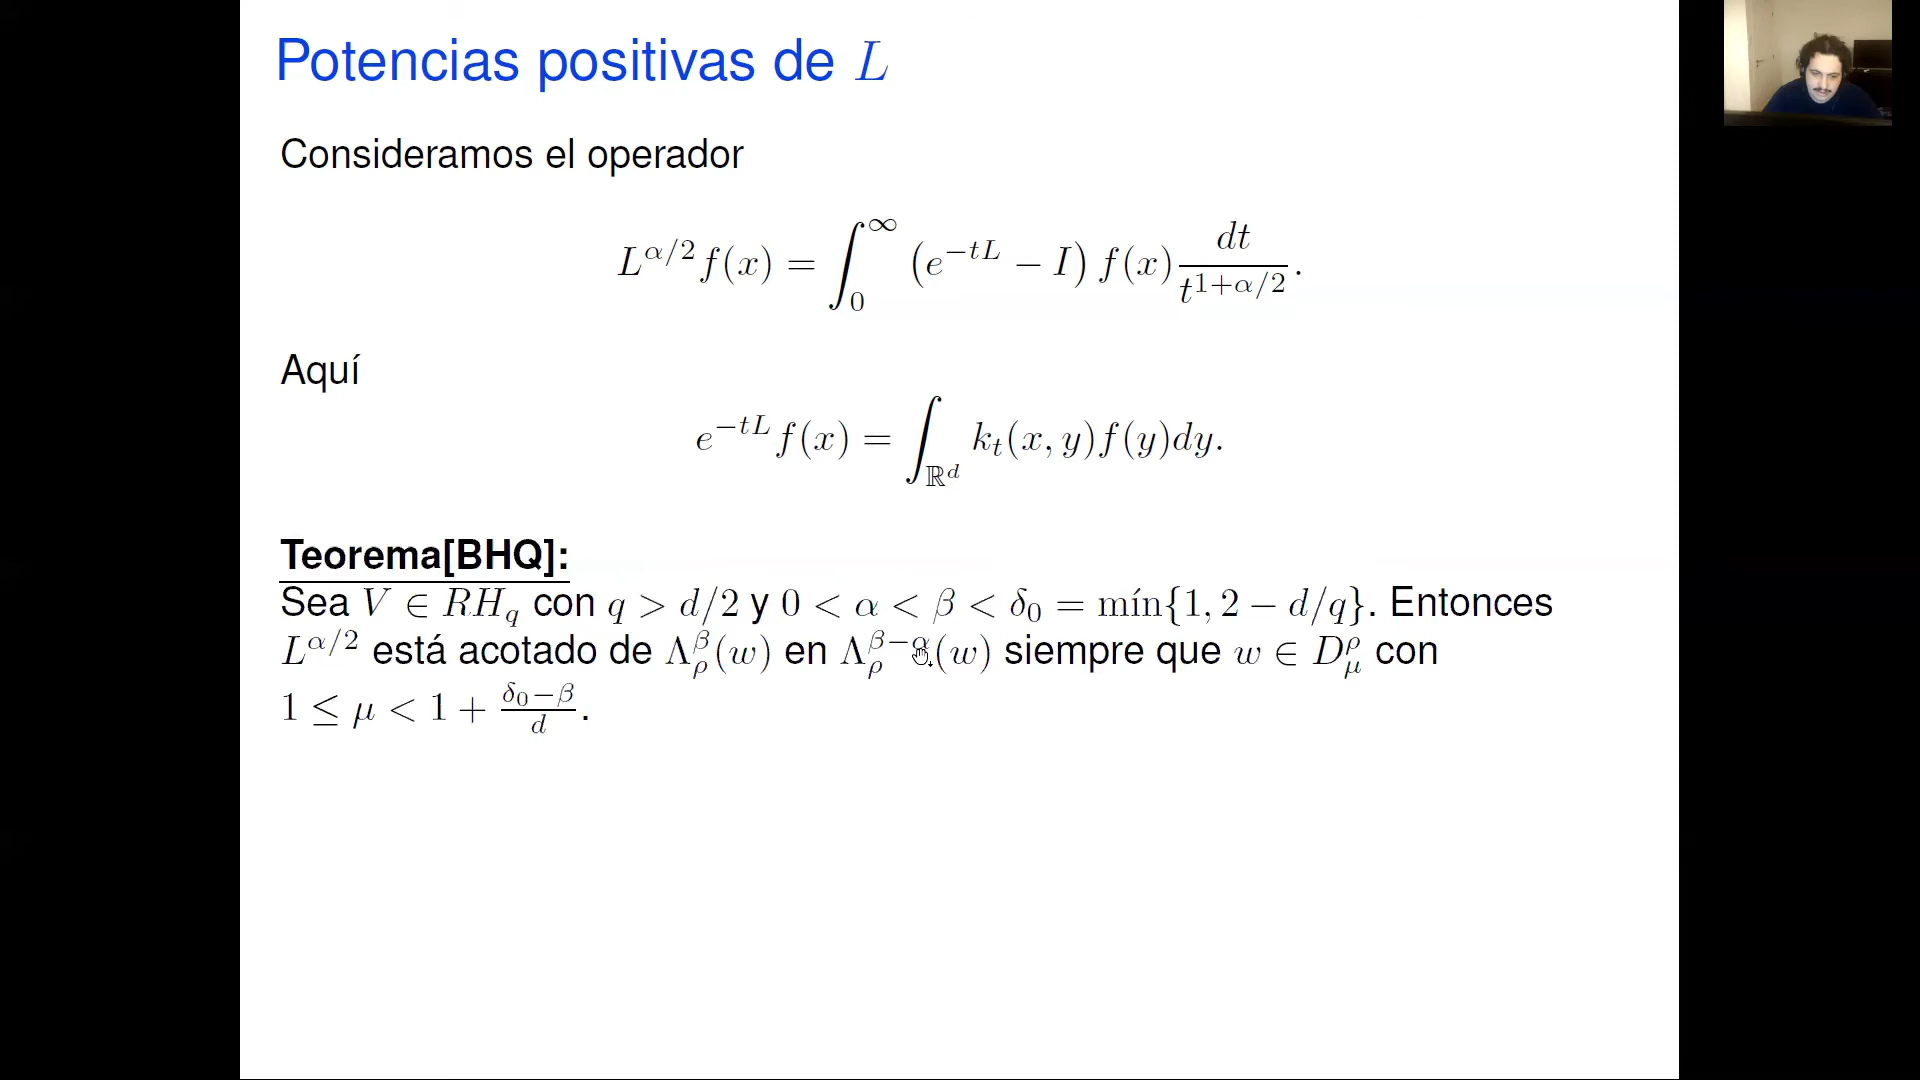 Potencias positivas de L
Consideramos el operador
L^{α/2} f(x) = ∫_0^∞ (e^{-tL} − I) f(x) dt/t^{1+α/2}.
Aquí
e^{-tL} f(x) = ∫_{ℝ^d} k_t(x, y)f(y)dy.
Teorema[BHQ]:
Sea V ∈ RH_q con q > d/2 y 0 < α < β < δ_0 = mín{1, 2 − d/q}. Entonces
L^{α/2} está acotado de Λ_ρ^β(w) en Λ_ρ^{β−α}(w) siempre que w ∈ D_μ^ρ con
1 ≤ μ < 1 + (δ_0−β)/d.